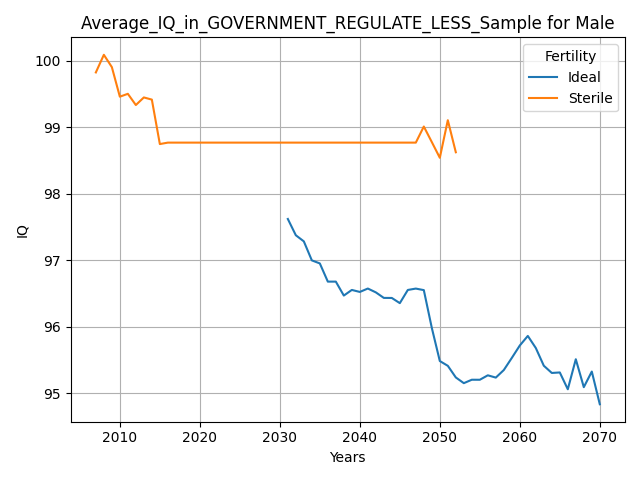 Average_IQ_in_GOVERNMENT_REGULATE_LESS_Sample for Male
Fertility
Ideal
Sterile
100
99
98
97
96
95
IQ
2010 2020 2030 2040 2050 2060 2070
Years